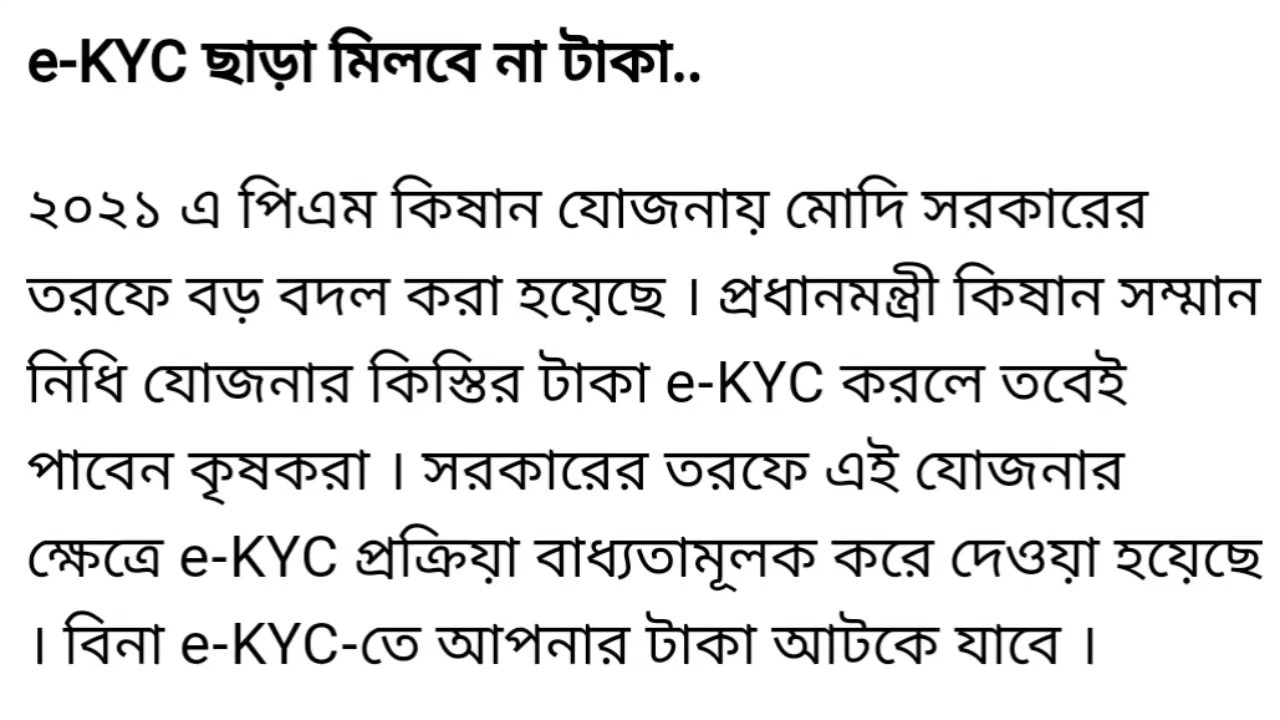 e-KYC ছাড়া মিলবে না টাকা..
২০২১ এ পিএম কিষান যোজনায় মোদি সরকারের
তরফে বড় বদল করা হয়েছে । প্রধানমন্ত্রী কিষান সম্মান
নিধি যোজনার কিস্তির টাকা e-KYC করলে তবেই
পাবেন কৃষকরা । সরকারের তরফে এই যোজনার
ক্ষেত্রে e-KYC প্রক্রিয়া বাধ্যতামূলক করে দেওয়া হয়েছে
। বিনা e-KYC-তে আপনার টাকা আটকে যাবে ।